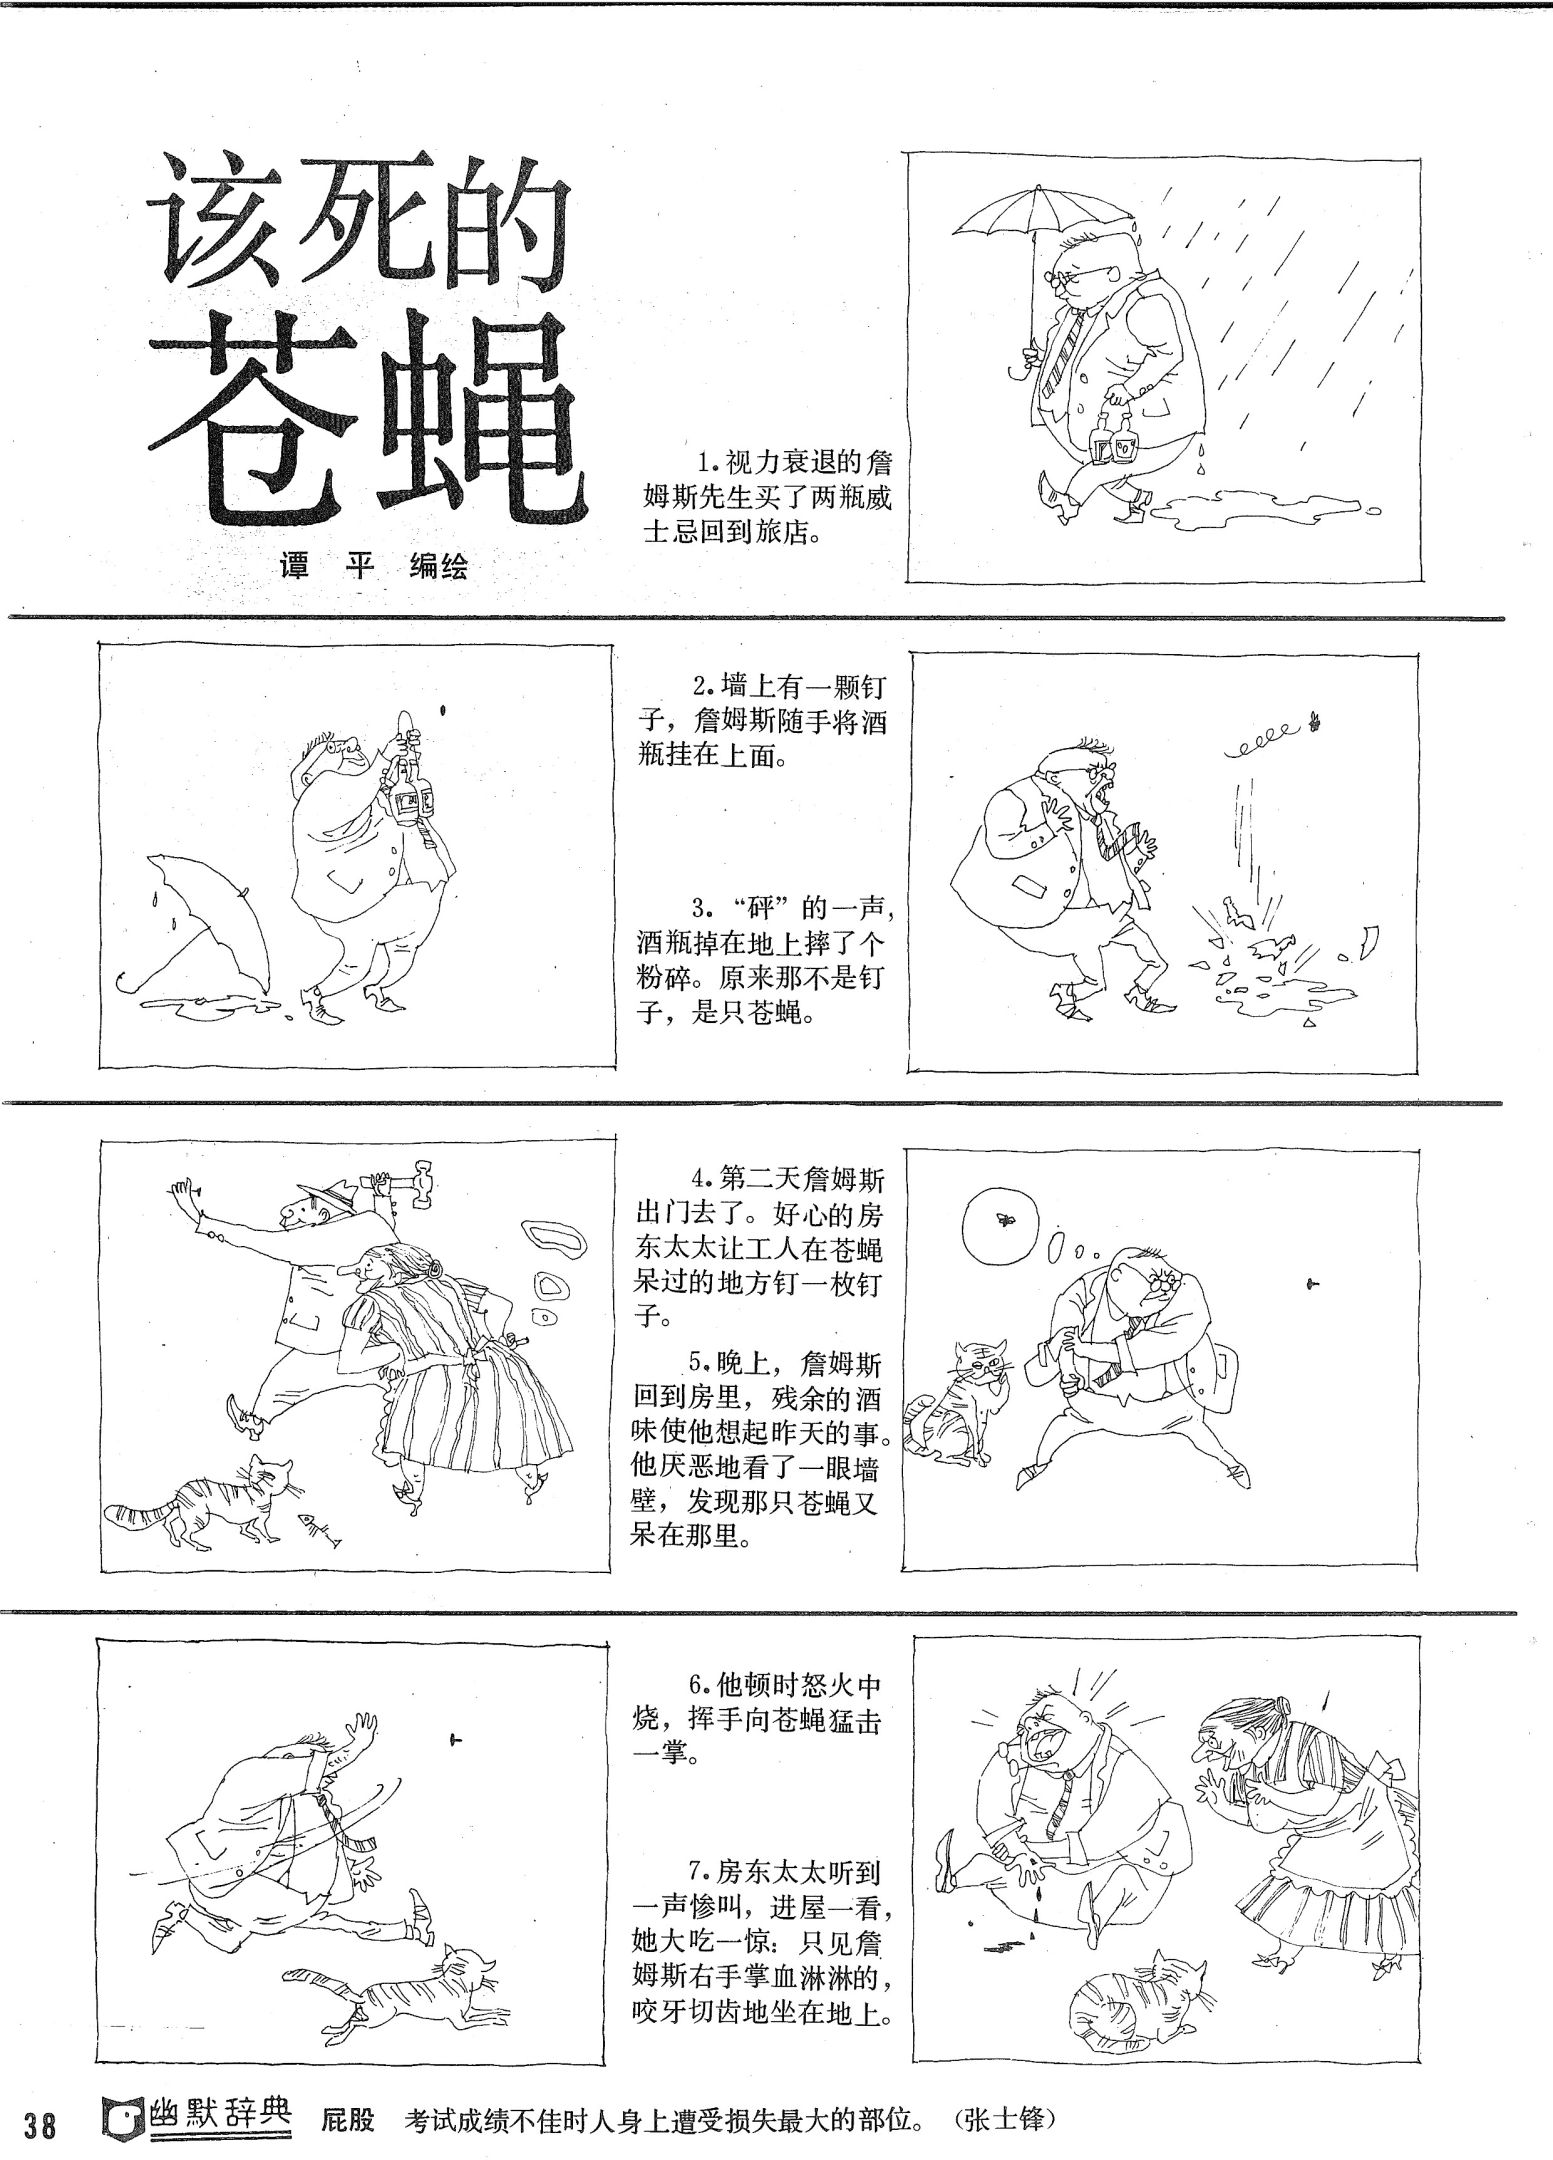 该死的
苍蝇
谭 平 编绘
1.视力衰退的詹
姆斯先生买了两瓶威
士忌回到旅店。
2.墙上有一颗钉
子，詹姆斯随手将酒
瓶挂在上面。
3.“砰”的一声，
酒瓶掉在地上摔了个
粉碎。原来那不是钉
子，是只苍蝇。
4.第二天詹姆斯
出门去了。好心的房
东太太让工人在苍蝇
呆过的地方钉一枚钉
子。
5.晚上，詹姆斯
回到房里，残余的酒
味使他想起昨天的事。
他厌恶地看了一眼墙
壁，发现那只苍蝇又
呆在那里。
6.他顿时怒火中
烧，挥手向苍蝇猛击
一掌。
7.房东太太听到
一声惨叫，进屋一看，
她大吃一惊：只见詹
姆斯右手掌血淋淋的，
咬牙切齿地坐在地上。
38 幽默辞典 屁股 考试成绩不佳时人身上遭受损失最大的部位。（张士锋）